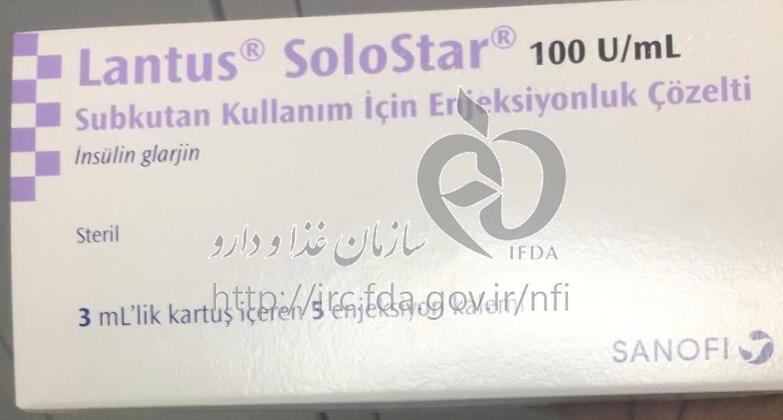 Lantus® SoloStar® 100 U/mL
Subkutan Kullanım İçin Enjeksiyonluk Çözelti
İnsülin glarjin
Steril
سازمان غذا و دارو
IFDA
http://irc.fda.gov.ir/nfi
3 mL'lik kartuş içeren 5 enjeksiyon kalemi
SANOFI